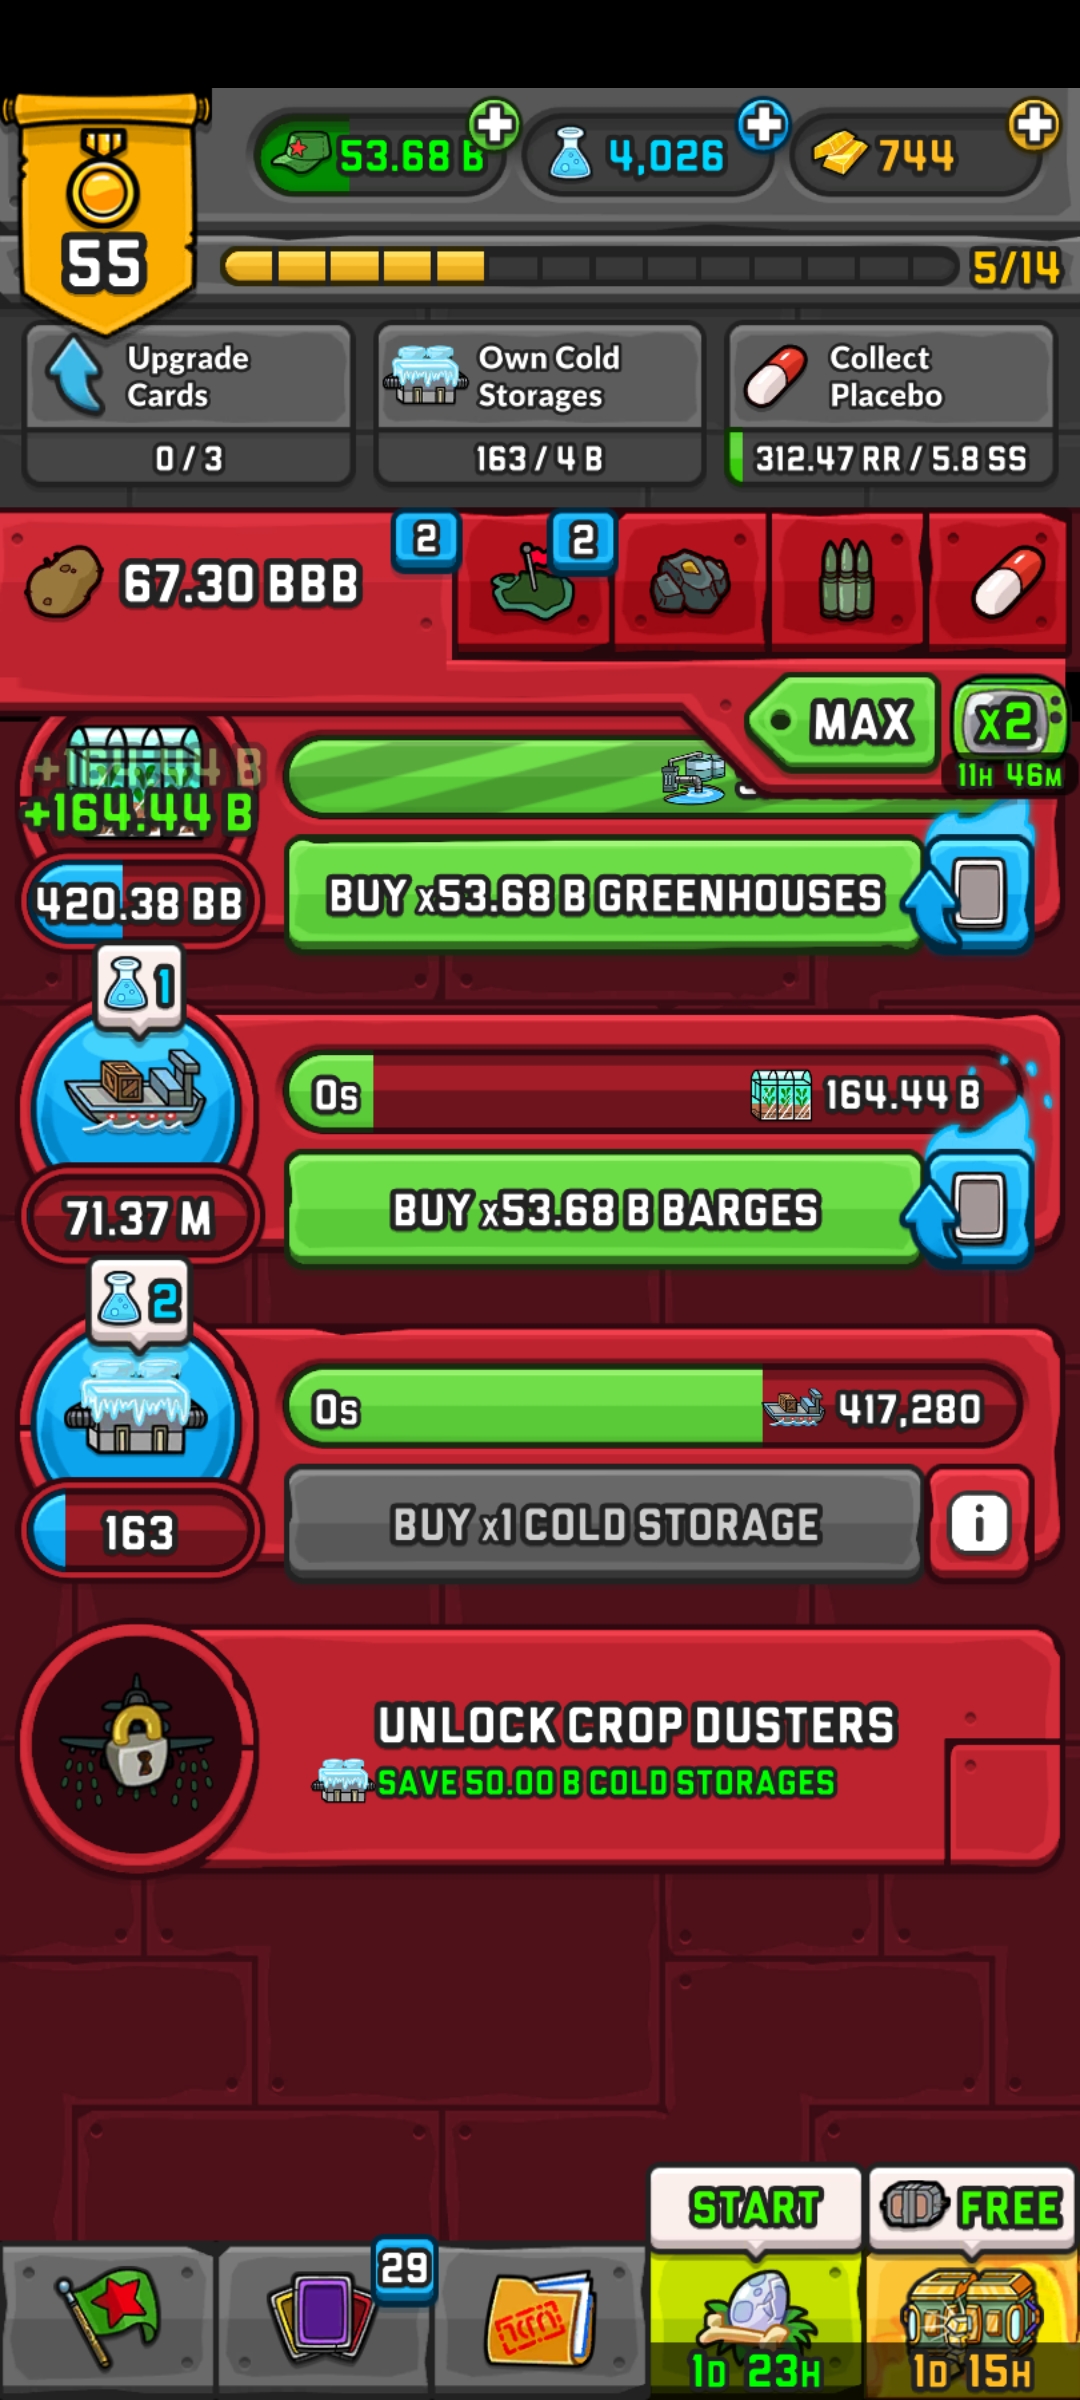 55
53.68 B
4,026
744
5/14
Upgrade
Cards
0 / 3
Own Cold
Storages
163 / 4 B
Collect
Placebo
312.47 RR / 5.8 SS
67.30 BBB
2
2
MAX
x2
11H 46M
+164.44 B
420.38 BB
BUY x53.68 B GREENHOUSES
1
0s
164.44 B
71.37 M
BUY x53.68 B BARGES
2
0s
417,280
163
BUY x1 COLD STORAGE
i
UNLOCK CROP DUSTERS
SAVE 50.00 B COLD STORAGES
START
FREE
29
1D 23H
1D 15H